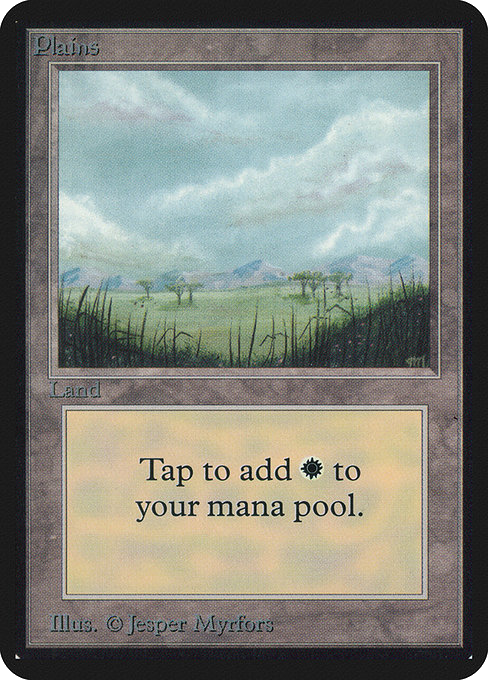 Plains
Land
Tap to add to
your mana pool.
Illus. © Jesper Myrfors